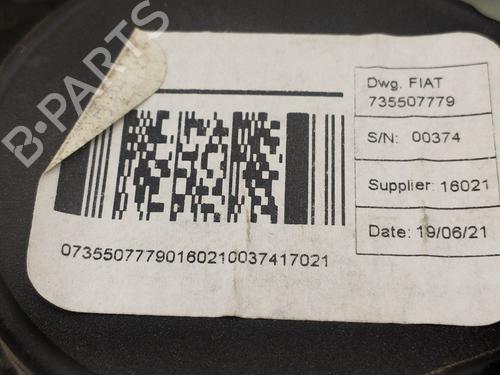 B-PARTS
Dwg. FIAT
735507779
S/N: 00374
Supplier: 16021
Date: 19/06/21
07355077790160210037417021